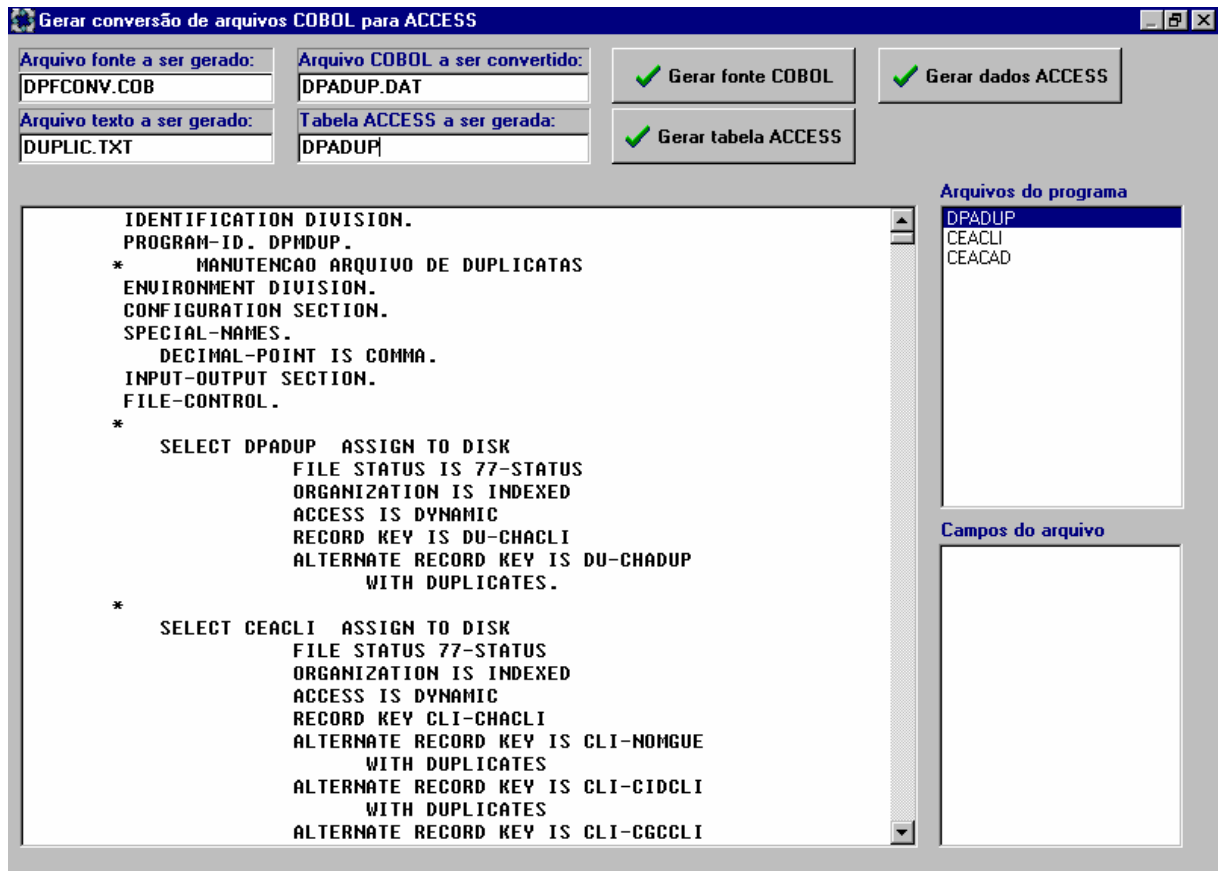 Gerar conversão de arquivos COBOL para ACCESS
Arquivo fonte a ser gerado:
DPFCONV.COB
Arquivo COBOL a ser convertido:
DPADUP.DAT
Gerar fonte COBOL
Gerar dados ACCESS
Arquivo texto a ser gerado:
DUPLIC.TXT
Tabela ACCESS a ser gerada:
DPADUP
Gerar tabela ACCESS
IDENTIFICATION DIVISION.
PROGRAM-ID. DPMDUP.
*       MANUTENCAO ARQUIVO DE DUPLICATAS
ENVIRONMENT DIVISION.
CONFIGURATION SECTION.
SPECIAL-NAMES.
DECIMAL-POINT IS COMMA.
INPUT-OUTPUT SECTION.
FILE-CONTROL.
*
SELECT DPADUP  ASSIGN TO DISK
FILE STATUS IS 77-STATUS
ORGANIZATION IS INDEXED
ACCESS IS DYNAMIC
RECORD KEY IS DU-CHACLI
ALTERNATE RECORD KEY IS DU-CHADUP
WITH DUPLICATES.
*
SELECT CEACLI  ASSIGN TO DISK
FILE STATUS 77-STATUS
ORGANIZATION IS INDEXED
ACCESS IS DYNAMIC
RECORD KEY CLI-CHACLI
ALTERNATE RECORD KEY IS CLI-NOMGUE
WITH DUPLICATES
ALTERNATE RECORD KEY IS CLI-CIDCLI
WITH DUPLICATES
ALTERNATE RECORD KEY IS CLI-CGCCLI
Arquivos do programa
DPADUP
CEACLI
CEACAD
Campos do arquivo